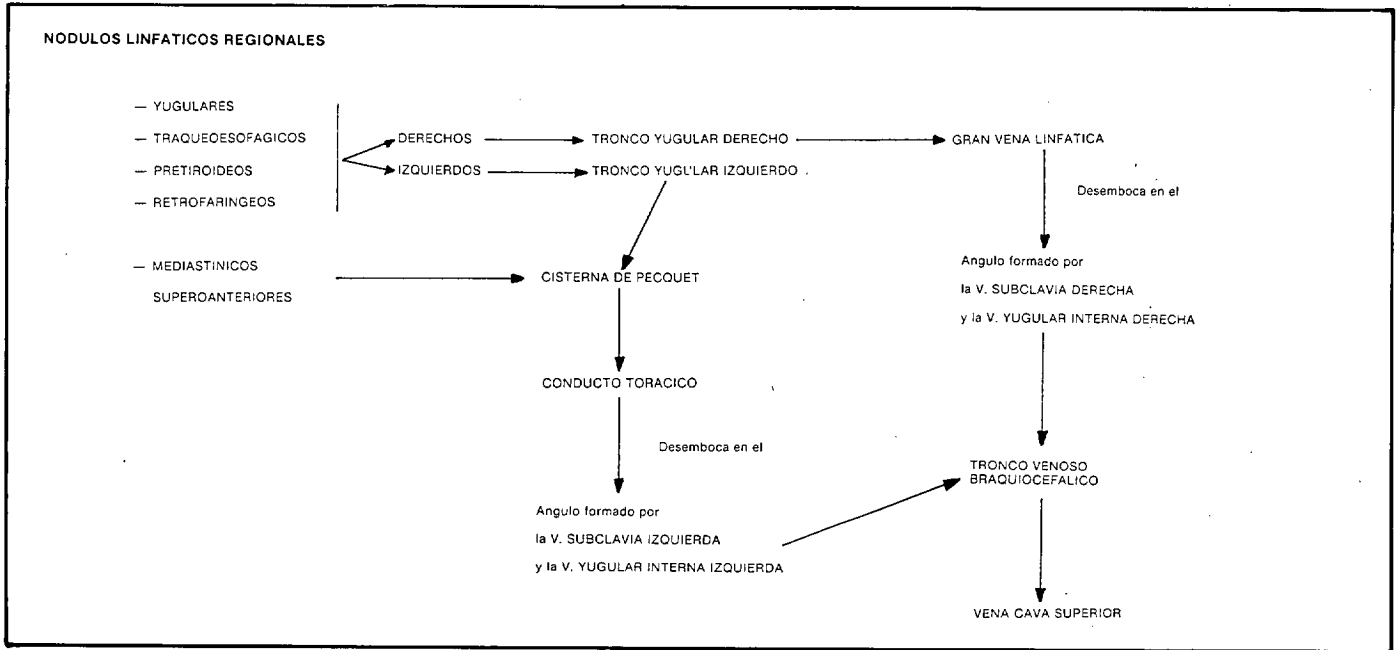 NODULOS LINFATICOS REGIONALES
— YUGULARES
— TRAQUEOESOFAGICOS
— PRETIROIDEOS
— RETROFARINGEOS
DERECHOS
IZQUIERDOS
TRONCO YUGULAR DERECHO
TRONCO YUGL'LAR IZQUIERDO
GRAN VENA LINFATICA
Desemboca en el
— MEDIASTINICOS
SUPEROANTERIORES
CISTERNA DE PECQUET
Angulo formado por
la V. SUBCLAVIA DERECHA
y la V. YUGULAR INTERNA DERECHA
CONDUCTO TORACICO
Desemboca en el
TRONCO VENOSO
BRAQUIOCEFALICO
Angulo formado por
la V. SUBCLAVIA IZQUIERDA
y la V. YUGULAR INTERNA IZQUIERDA
VENA CAVA SUPERIOR